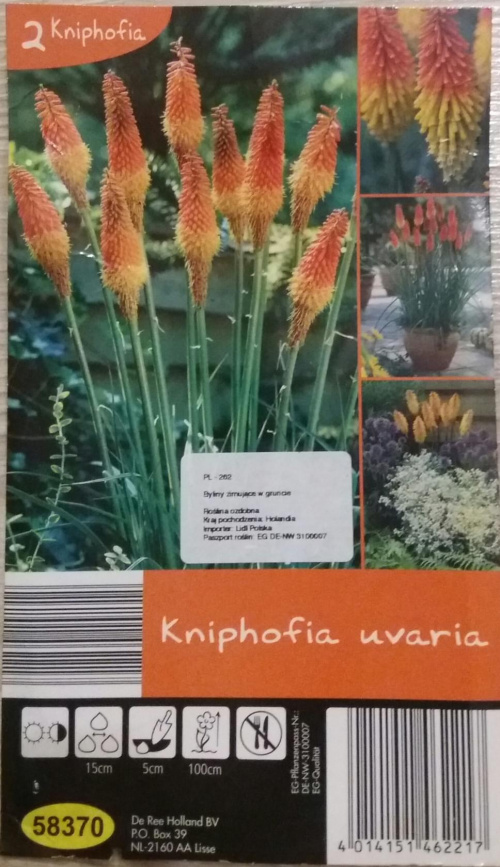 2 Kniphofia
PL - 262
Byliny zimujące w gruncie
Roślina ozdobna
Kraj pochodzenia: Holandia
Importer: Lidl Polska
Paszport roślin: EG DE-NW 3100007
Kniphofia uvaria
15cm
5cm
100cm
EG-Pflanzenpass-Nr.:
DE-NW-3100007
EG-Qualität
58370
De Ree Holland BV
P.O. Box 39
NL-2160 AA Lisse
4 014151 462217